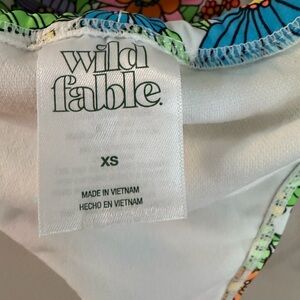 wild
fable.
XS
MADE IN VIETNAM
HECHO EN VIETNAM